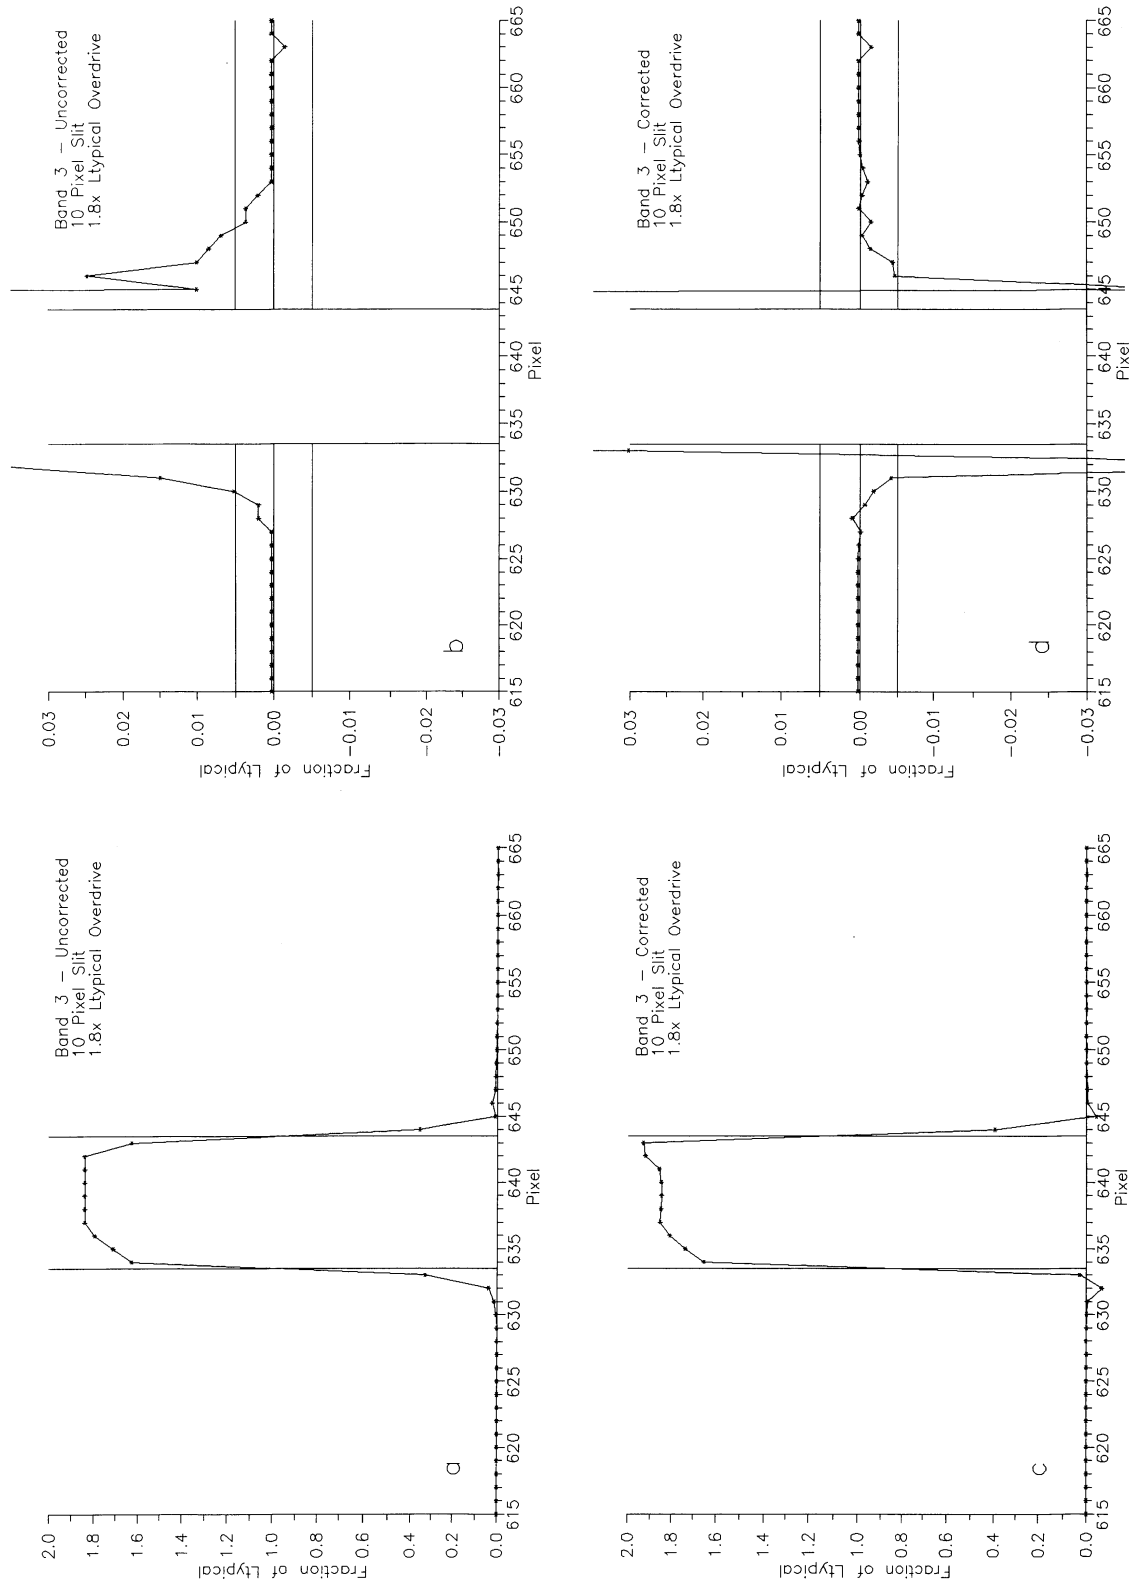 Band 3 – Uncorrected
10 Pixel Slit
1.8x Ltypical Overdrive
a
Fraction of Ltypical
2.0
1.8
1.6
1.4
1.2
1.0
0.8
0.6
0.4
0.2
0.0
615 620 625 630 635 640 645 650 655 660 665
Pixel
Band 3 – Uncorrected
10 Pixel Slit
1.8x Ltypical Overdrive
b
Fraction of Ltypical
0.03
0.02
0.01
0.00
−0.01
−0.02
−0.03
615 620 625 630 635 640 645 650 655 660 665
Pixel
Band 3 – Corrected
10 Pixel Slit
1.8x Ltypical Overdrive
c
Fraction of Ltypical
2.0
1.8
1.6
1.4
1.2
1.0
0.8
0.6
0.4
0.2
0.0
615 620 625 630 635 640 645 650 655 660 665
Pixel
Band 3 – Corrected
10 Pixel Slit
1.8x Ltypical Overdrive
d
Fraction of Ltypical
0.03
0.02
0.01
0.00
−0.01
−0.02
−0.03
615 620 625 630 635 640 645 650 655 660 665
Pixel